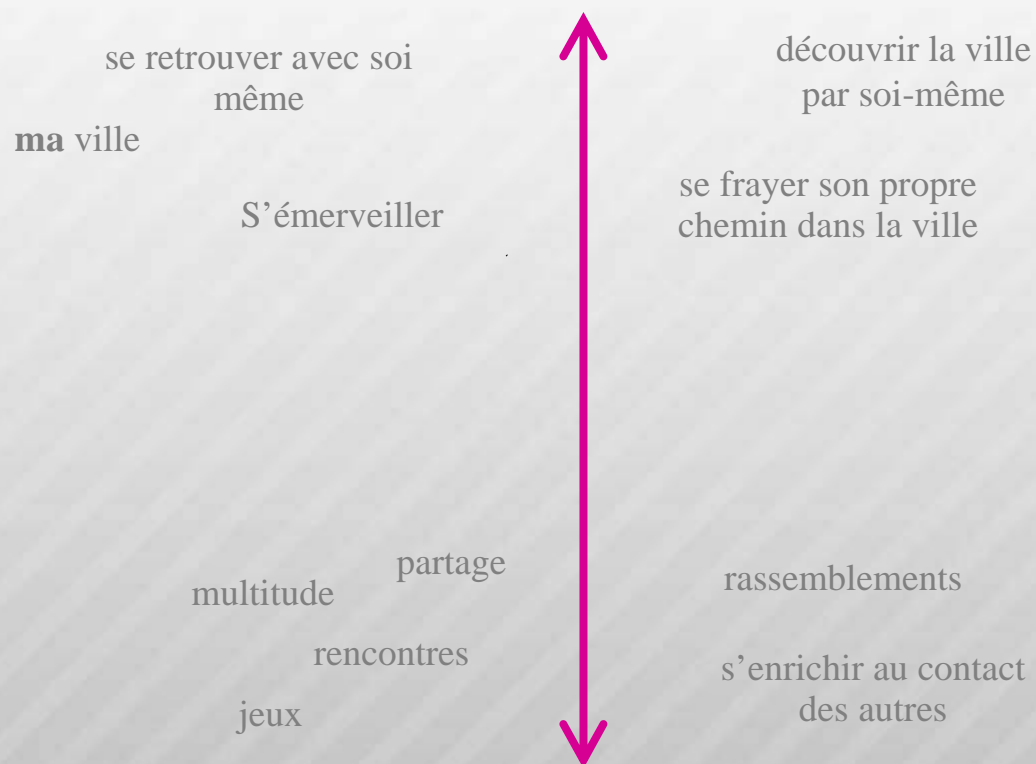 se retrouver avec soi
même
ma ville
S’émerveiller
découvrir la ville
par soi-même
se frayer son propre
chemin dans la ville
partage
multitude
rencontres
jeux
rassemblements
s’enrichir au contact
des autres